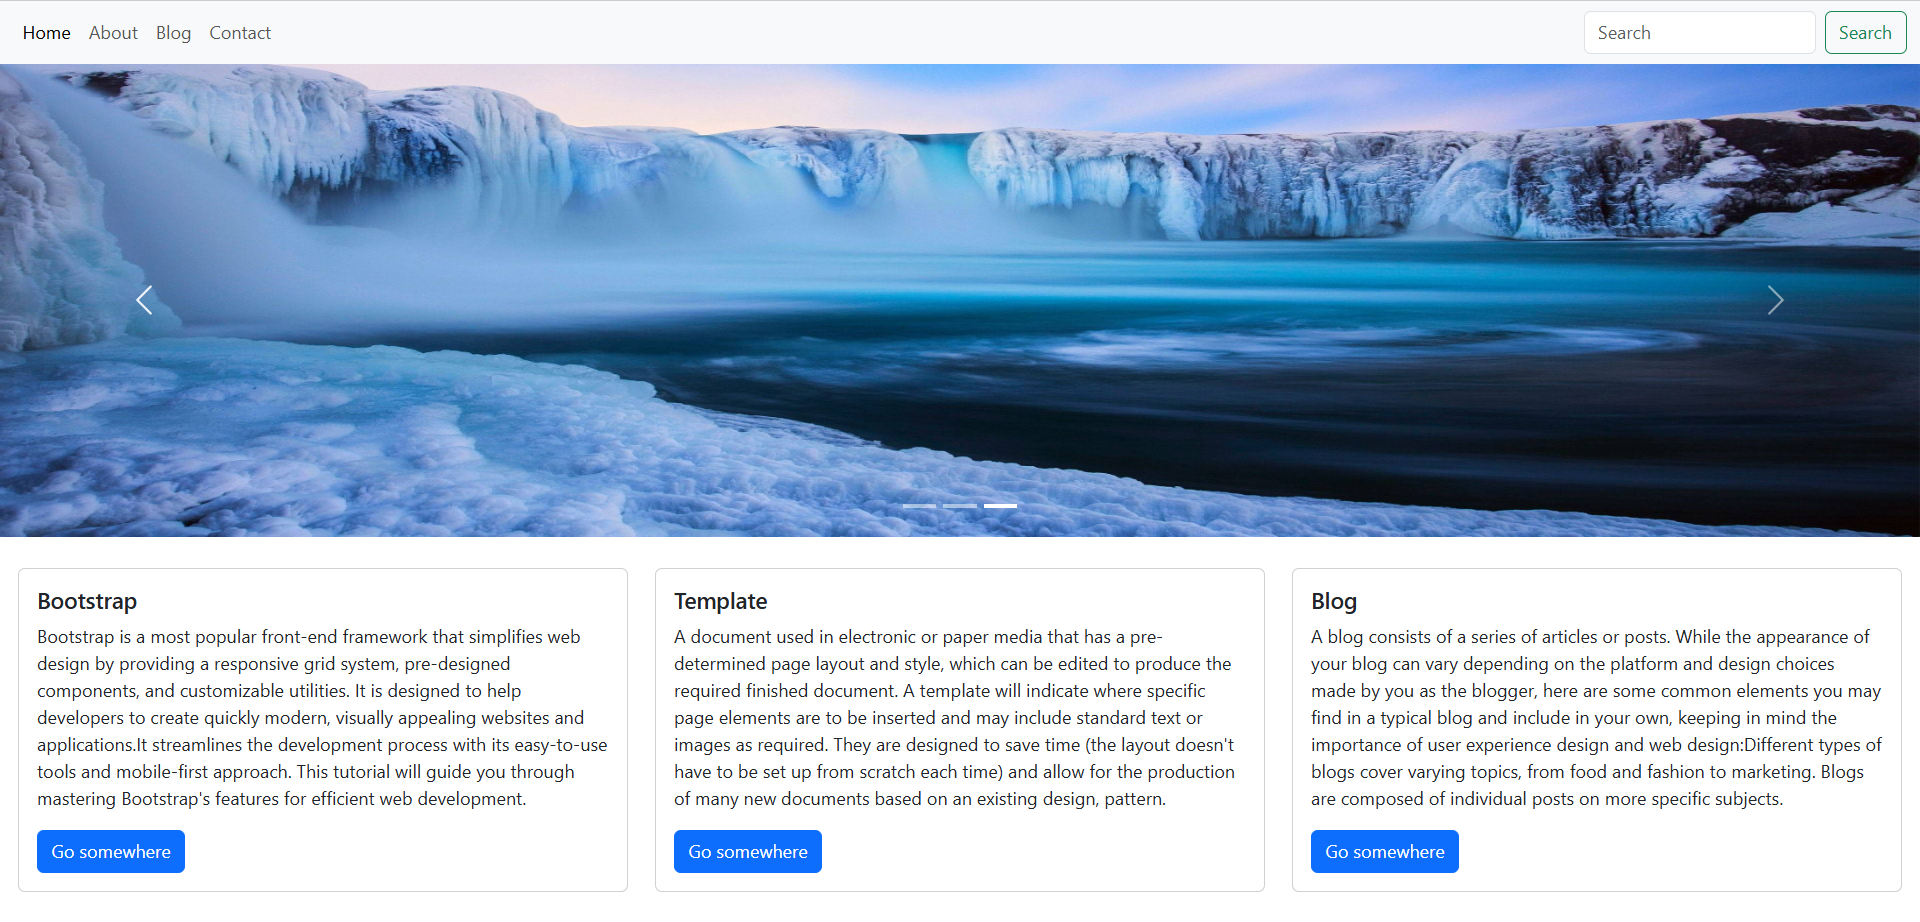 Home About Blog Contact Search Search
Bootstrap
Bootstrap is a most popular front-end framework that simplifies web
design by providing a responsive grid system, pre-designed
components, and customizable utilities. It is designed to help
developers to create quickly modern, visually appealing websites and
applications.It streamlines the development process with its easy-to-use
tools and mobile-first approach. This tutorial will guide you through
mastering Bootstrap's features for efficient web development.
Go somewhere
Template
A document used in electronic or paper media that has a pre-
determined page layout and style, which can be edited to produce the
required finished document. A template will indicate where specific
page elements are to be inserted and may include standard text or
images as required. They are designed to save time (the layout doesn't
have to be set up from scratch each time) and allow for the production
of many new documents based on an existing design, pattern.
Go somewhere
Blog
A blog consists of a series of articles or posts. While the appearance of
your blog can vary depending on the platform and design choices
made by you as the blogger, here are some common elements you may
find in a typical blog and include in your own, keeping in mind the
importance of user experience design and web design:Different types of
blogs cover varying topics, from food and fashion to marketing. Blogs
are composed of individual posts on more specific subjects.
Go somewhere